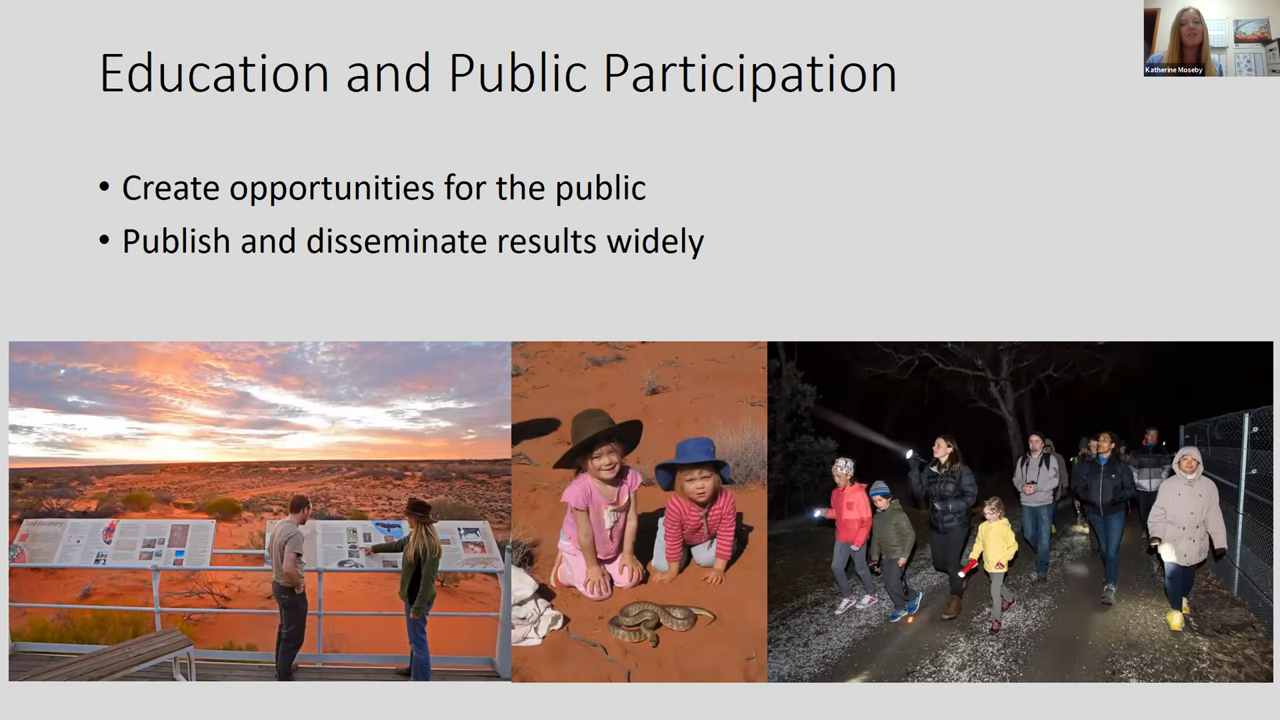 Education and Public Participation
Katherine Moseby
• Create opportunities for the public
• Publish and disseminate results widely